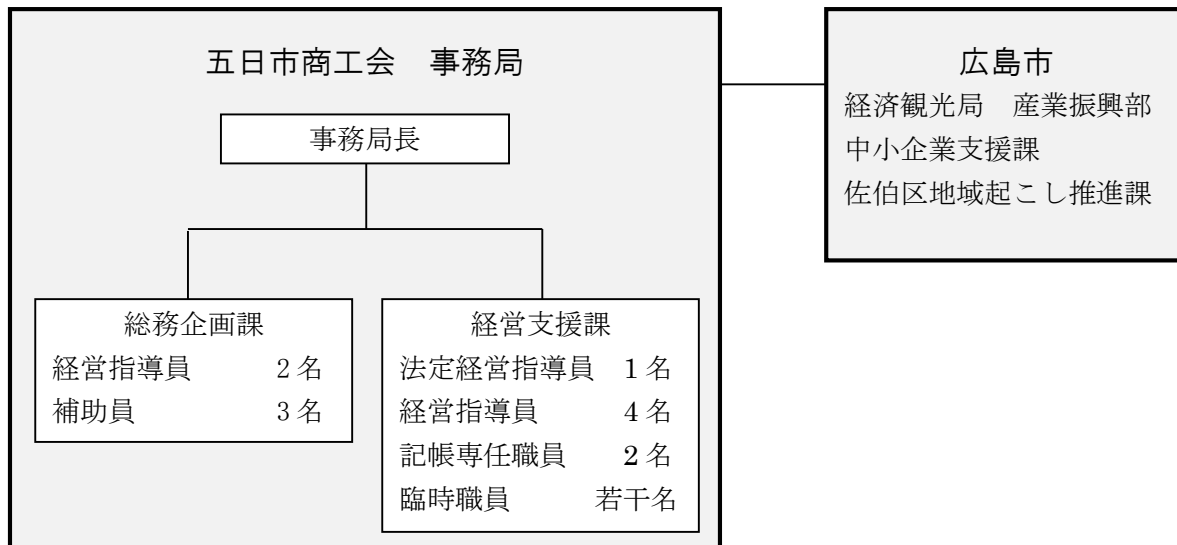 五日市商工会　事務局
事務局長
総務企画課
経営指導員　2名
補助員　3名
経営支援課
法定経営指導員　1名
経営指導員　4名
記帳専任職員　2名
臨時職員　若干名
広島市
経済観光局　産業振興部
中小企業支援課
佐伯区地域起こし推進課